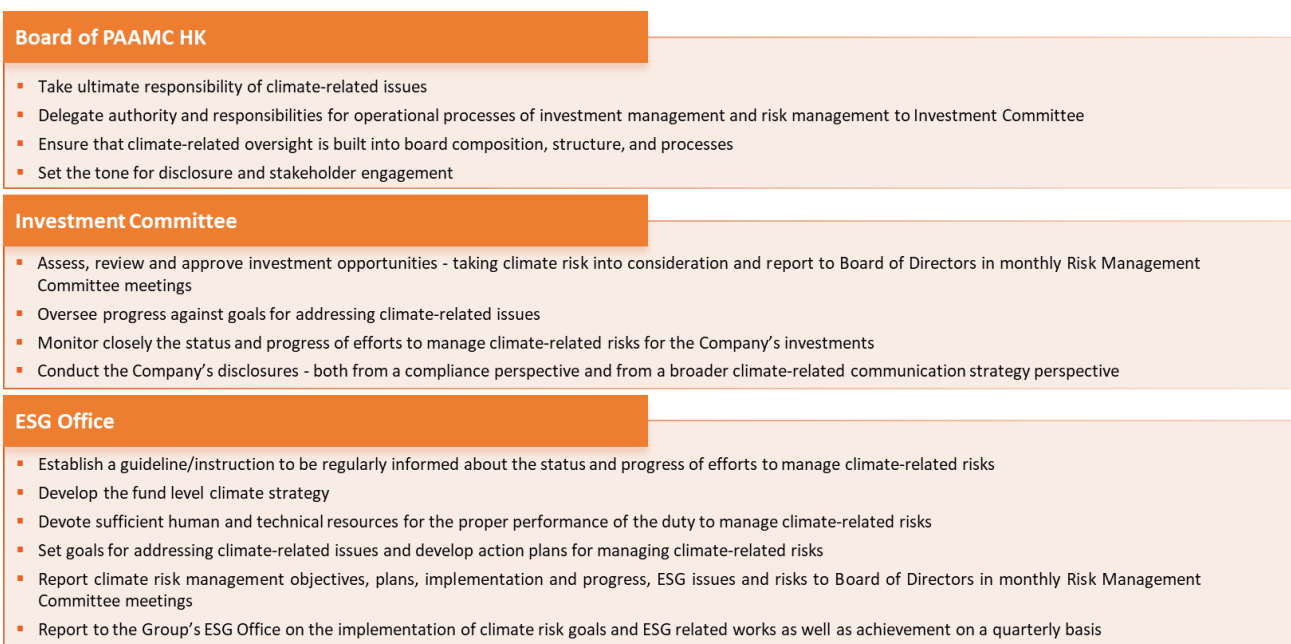 Board of PAAMC HK
▪ Take ultimate responsibility of climate-related issues
▪ Delegate authority and responsibilities for operational processes of investment management and risk management to Investment Committee
▪ Ensure that climate-related oversight is built into board composition, structure, and processes
▪ Set the tone for disclosure and stakeholder engagement
Investment Committee
▪ Assess, review and approve investment opportunities - taking climate risk into consideration and report to Board of Directors in monthly Risk Management
Committee meetings
▪ Oversee progress against goals for addressing climate-related issues
▪ Monitor closely the status and progress of efforts to manage climate-related risks for the Company’s investments
▪ Conduct the Company’s disclosures - both from a compliance perspective and from a broader climate-related communication strategy perspective
ESG Office
▪ Establish a guideline/instruction to be regularly informed about the status and progress of efforts to manage climate-related risks
▪ Develop the fund level climate strategy
▪ Devote sufficient human and technical resources for the proper performance of the duty to manage climate-related risks
▪ Set goals for addressing climate-related issues and develop action plans for managing climate-related risks
▪ Report climate risk management objectives, plans, implementation and progress, ESG issues and risks to Board of Directors in monthly Risk Management
Committee meetings
▪ Report to the Group’s ESG Office on the implementation of climate risk goals and ESG related works as well as achievement on a quarterly basis